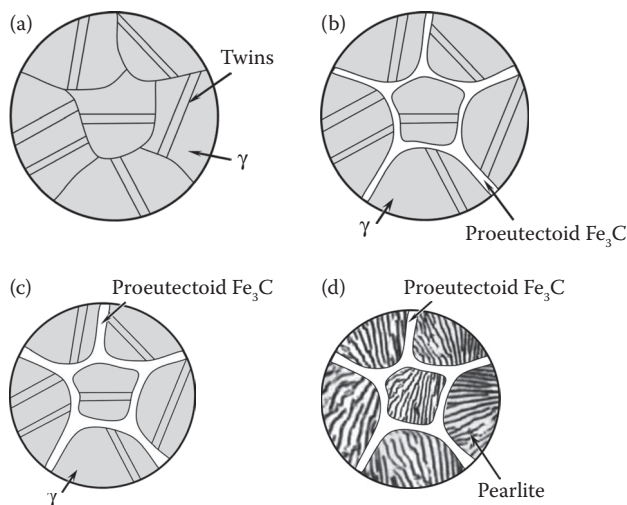 (a)
Twins
γ
(b)
γ
Proeutectoid Fe₃C
(c)
Proeutectoid Fe₃C
γ
(d)
Proeutectoid Fe₃C
Pearlite